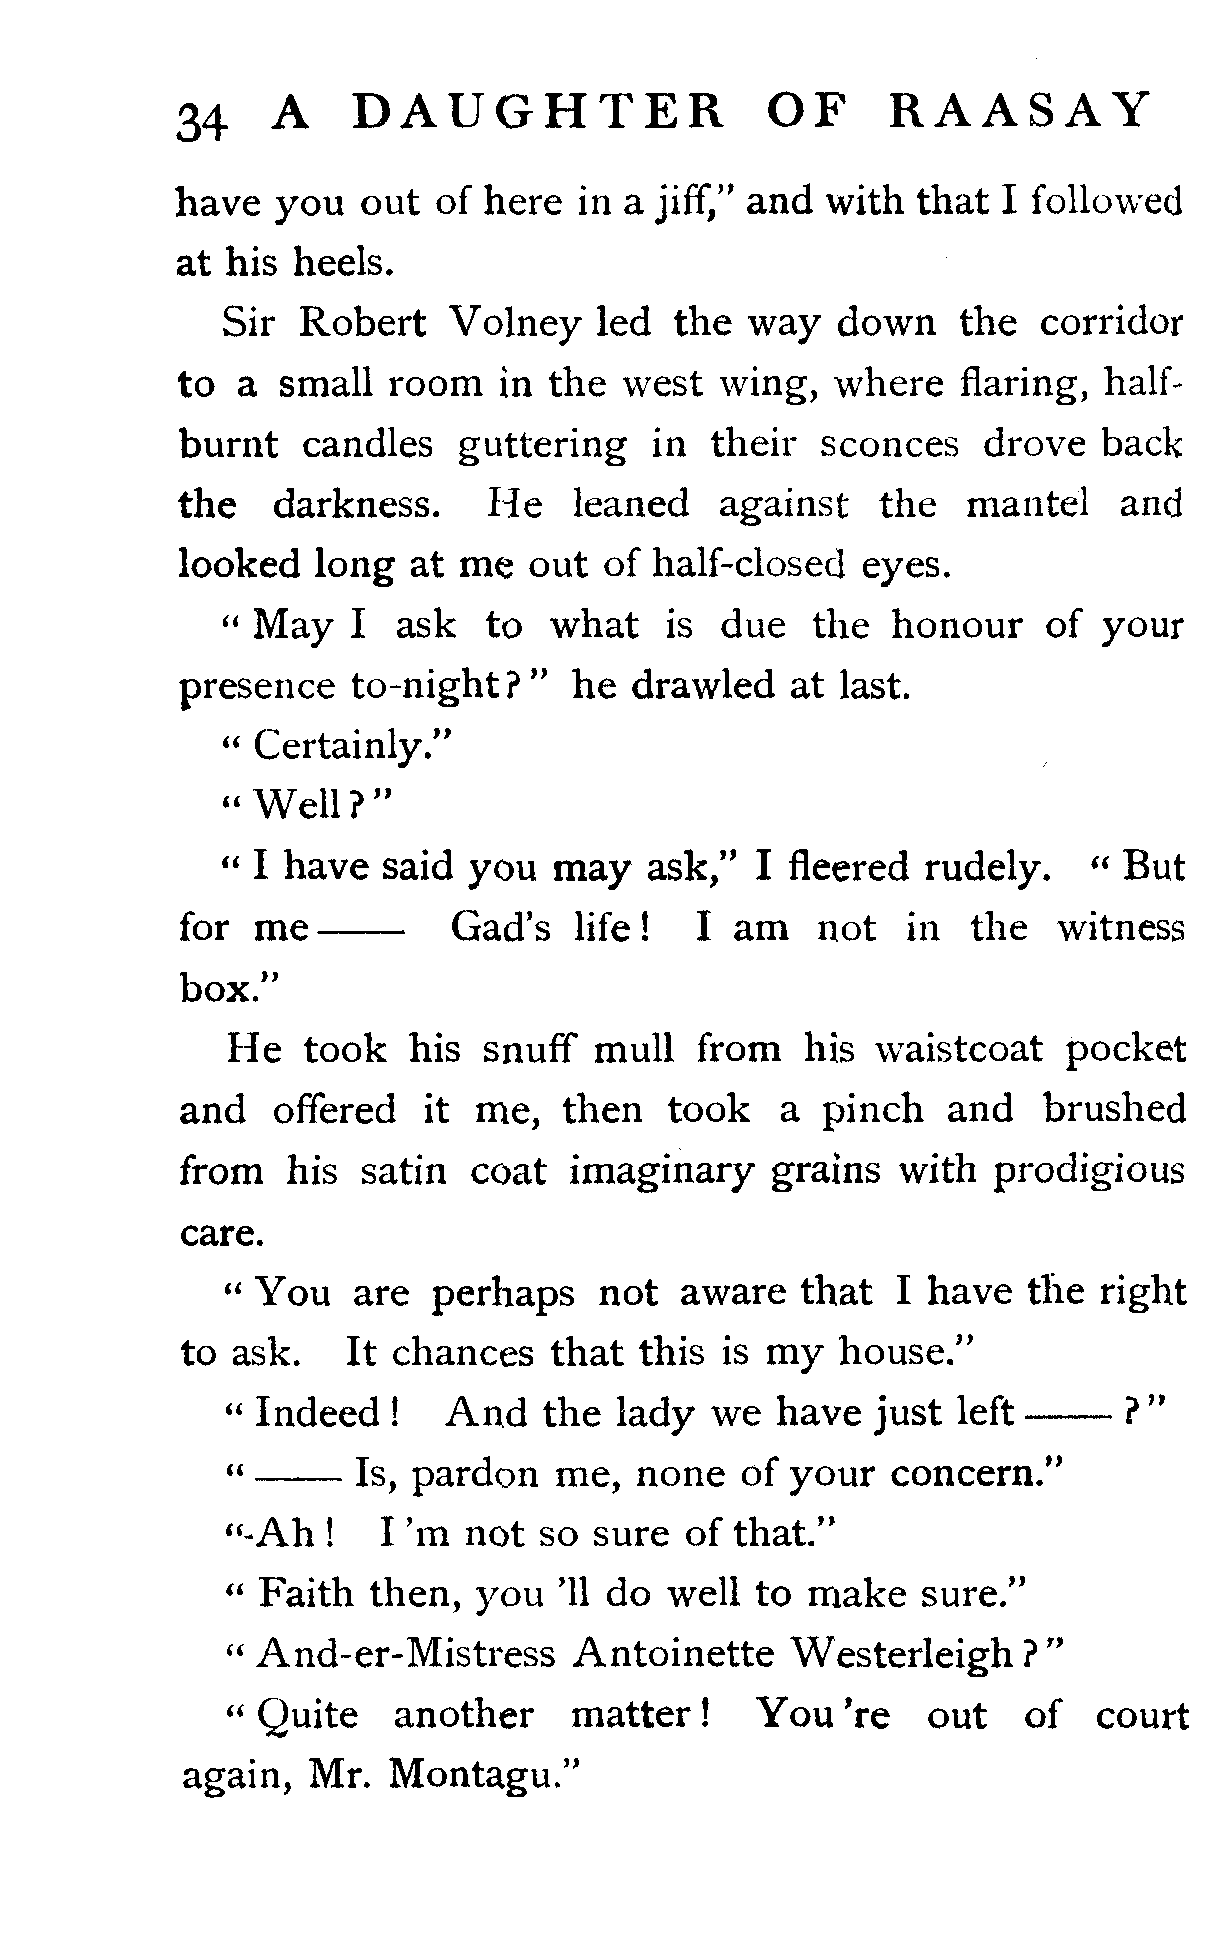 34 A DAUGHTER OF RAASAY
have you out of here in a jiff,” and with that I followed
at his heels.
Sir Robert Volney led the way down the corridor
to a small room in the west wing, where flaring, half-
burnt candles guttering in their sconces drove back
the darkness. He leaned against the mantel and
looked long at me out of half-closed eyes.
“ May I ask to what is due the honour of your
presence to-night? ” he drawled at last.
“ Certainly.”
“ Well? ”
“ I have said you may ask,” I fleered rudely. “ But
for me—— Gad’s life! I am not in the witness
box.”
He took his snuff mull from his waistcoat pocket
and offered it me, then took a pinch and brushed
from his satin coat imaginary grains with prodigious
care.
“ You are perhaps not aware that I have the right
to ask. It chances that this is my house.”
“ Indeed! And the lady we have just left —— ? ”
“ —— Is, pardon me, none of your concern.”
“-Ah! I ’m not so sure of that.”
“ Faith then, you ’ll do well to make sure.”
“ And-er-Mistress Antoinette Westerleigh? ”
“ Quite another matter! You ’re out of court
again, Mr. Montagu.”